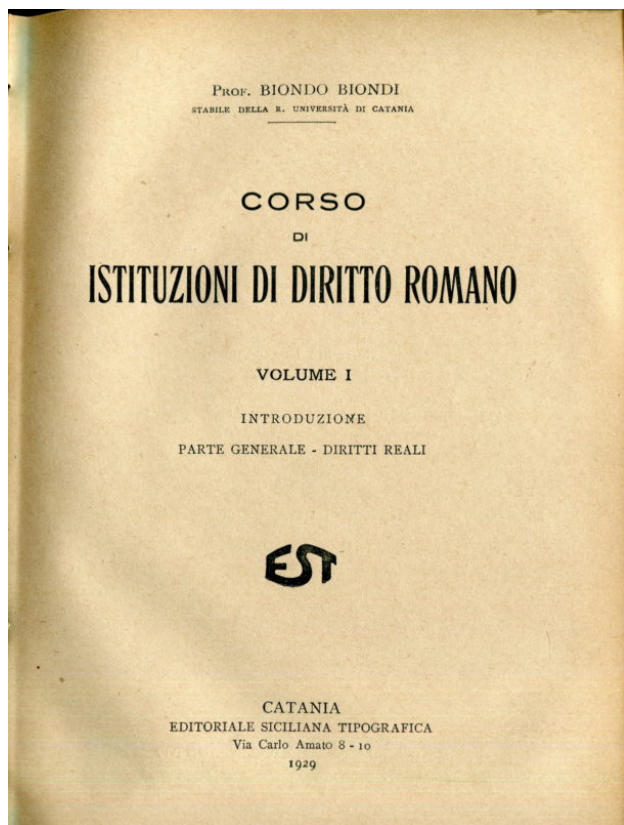 PROF. BIONDO BIONDI
STABILE DELLA R. UNIVERSITÀ DI CATANIA
CORSO
DI
ISTITUZIONI DI DIRITTO ROMANO
VOLUME I
INTRODUZIONE
PARTE GENERALE - DIRITTI REALI
EST
CATANIA
EDITORIALE SICILIANA TIPOGRAFICA
Via Carlo Amato 8 - 10
1929